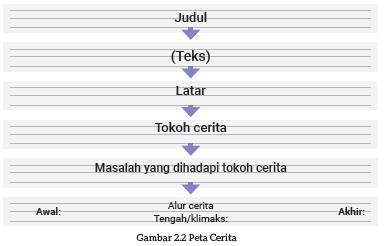 Judul
(Teks)
Latar
Tokoh cerita
Masalah yang dihadapi tokoh cerita
Alur cerita
Awal: Tengah/klimaks: Akhir:
Gambar 2.2 Peta Cerita